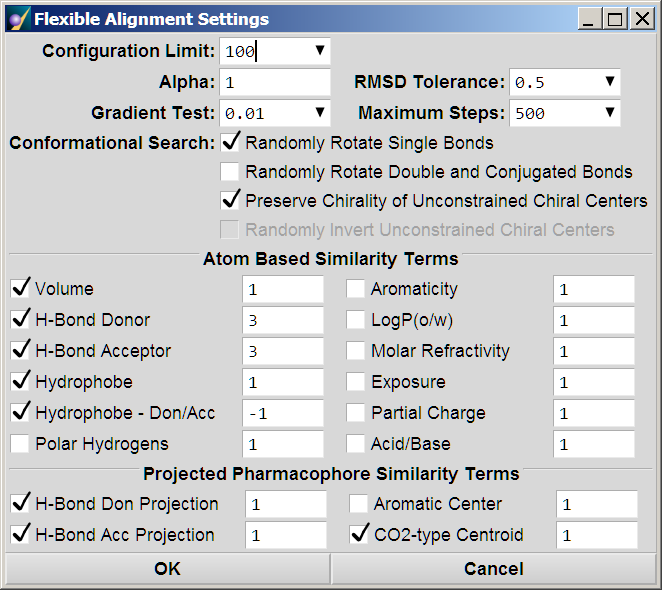 Flexible Alignment Settings
Configuration Limit: 100
Alpha: 1 RMSD Tolerance: 0.5
Gradient Test: 0.01 Maximum Steps: 500
Conformational Search: Randomly Rotate Single Bonds
Randomly Rotate Double and Conjugated Bonds
Preserve Chirality of Unconstrained Chiral Centers
Randomly Invert Unconstrained Chiral Centers
Atom Based Similarity Terms
Volume 1 Aromaticity 1
H-Bond Donor 3 LogP(o/w) 1
H-Bond Acceptor 3 Molar Refractivity 1
Hydrophobe 1 Exposure 1
Hydrophobe - Don/Acc -1 Partial Charge 1
Polar Hydrogens 1 Acid/Base 1
Projected Pharmacophore Similarity Terms
H-Bond Don Projection 1 Aromatic Center 1
H-Bond Acc Projection 1 CO2-type Centroid 1
OK Cancel